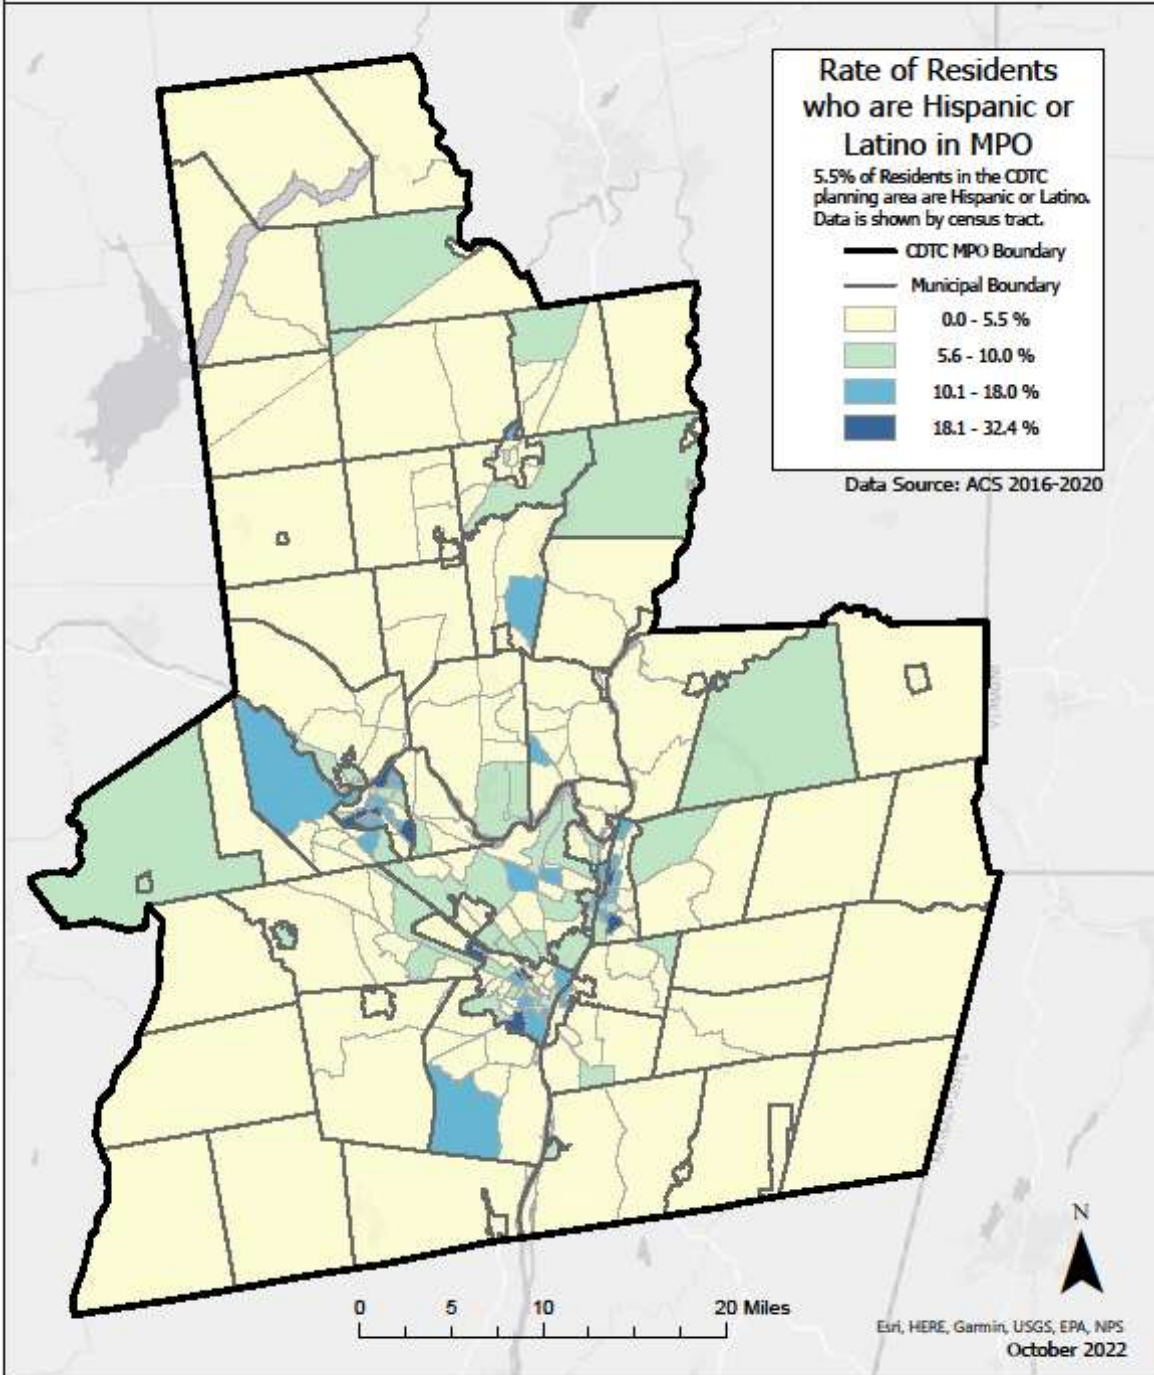 Rate of Residents
who are Hispanic or
Latino in MPO
5.5% of Residents in the CDTC
planning area are Hispanic or Latino.
Data is shown by census tract.
CDTC MPO Boundary
Municipal Boundary
0.0 - 5.5 %
5.6 - 10.0 %
10.1 - 18.0 %
18.1 - 32.4 %
Data Source: ACS 2016-2020
N
0 5 10 20 Miles
Esri, HERE, Garmin, USGS, EPA, NPS
October 2022